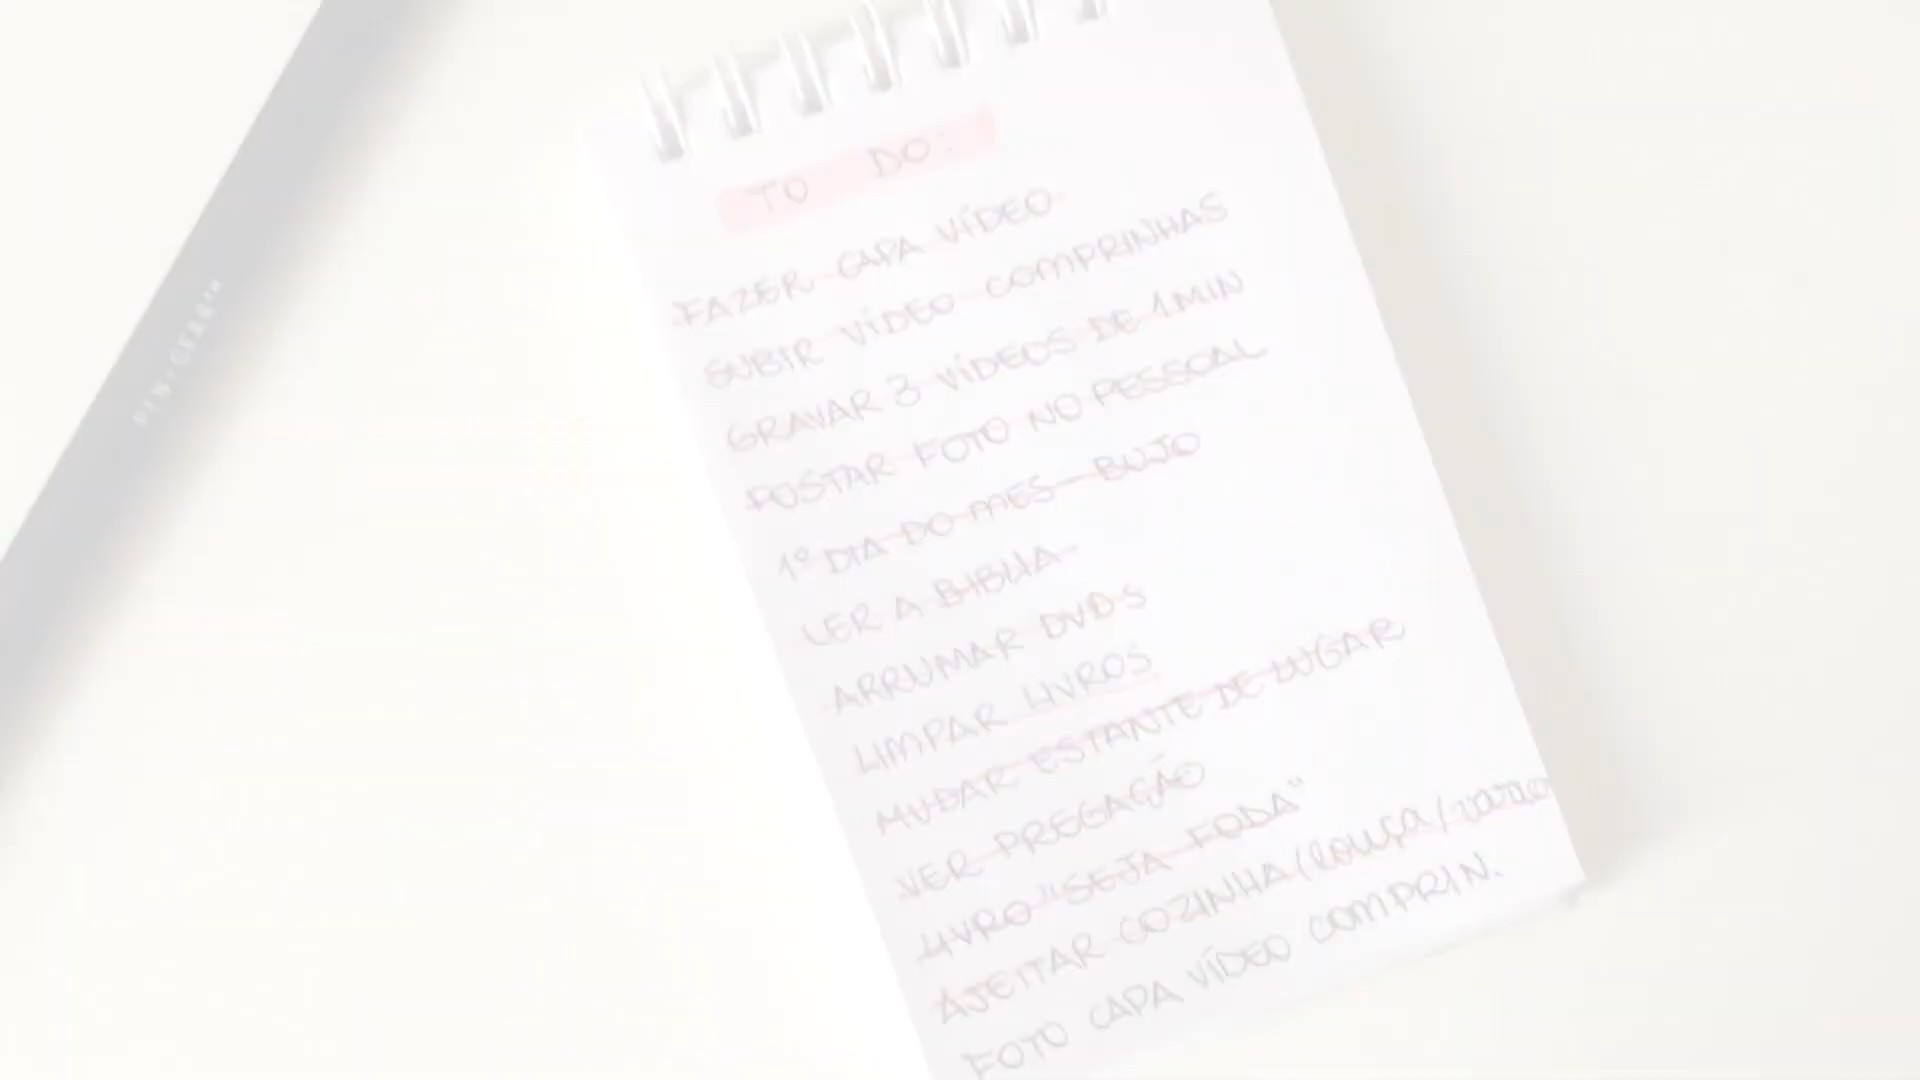 TO DO:
FAZER CAPA VÍDEO
SUBIR VÍDEO COMPRINHAS
GRAVAR 3 VÍDEOS DE 1 MIN
POSTAR FOTO NO PESSOAL
1º DIA DO MES - BUJO
LER A BIBLIA
ARRUMAR DVDS
LIMPAR LIVROS
MUDAR ESTANTE DE LUGAR
VER PREGAÇÃO
LIVRO "SEJA FODA"
AJEITAR COZINHA (louça /
FOTO CAPA VÍDEO COMPRIN.